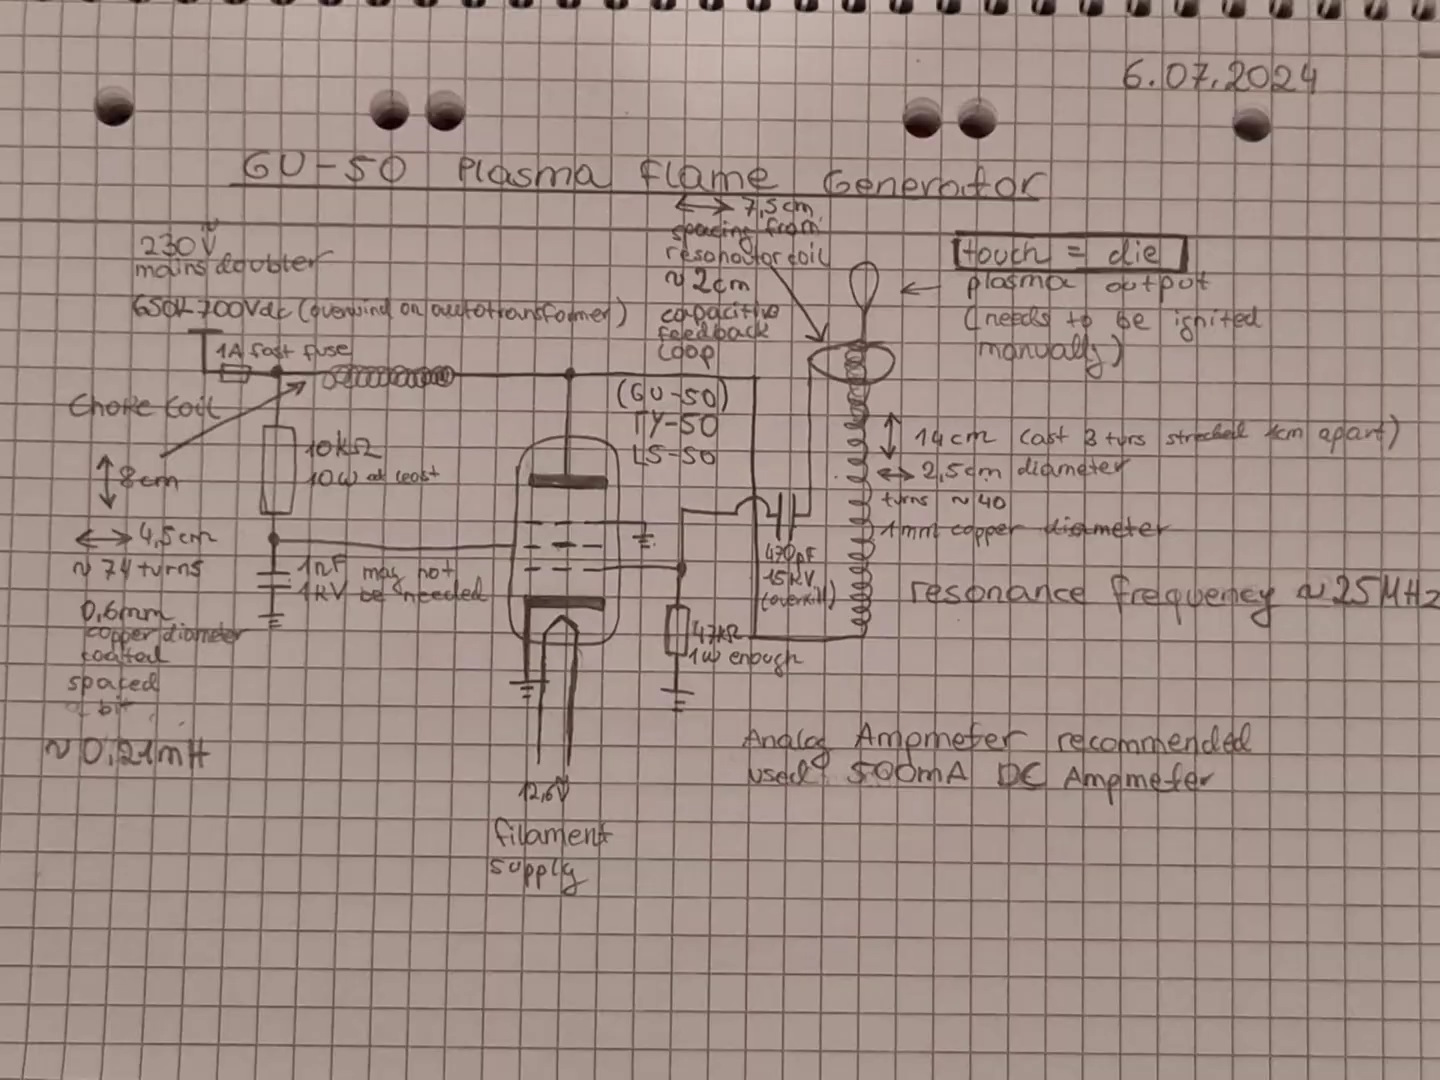 6.07.2024
GU-50 Plasma Flame Generator
230V
mains doubler
650V-700Vdc (overwind on autotransformer)
1A fast fuse
Choke Coil
8cm
4,5cm
~ 74 turns
0,6mm
copper diameter
coated
spaced
a bit
~ 0,21mH
10kΩ
10W at least
1nF may not
1kV be needed
7,5cm
spacing from
resonator coil
~ 2cm
capacitive
feedback
loop
(GU-50)
ГУ-50
LS-50
touch = die
plasma output
(needs to be ignited
manually)
14cm (last 3 turs streched 1cm apart)
2,5cm diameter
turns ~ 40
1mm copper diameter
470pF
15kV
(overkill)
resonance frequency ~ 25MHz
47kΩ
1W enough
12,6V
filament
supply
Analog Ampmeter recommended
used 500mA DC Ampmeter